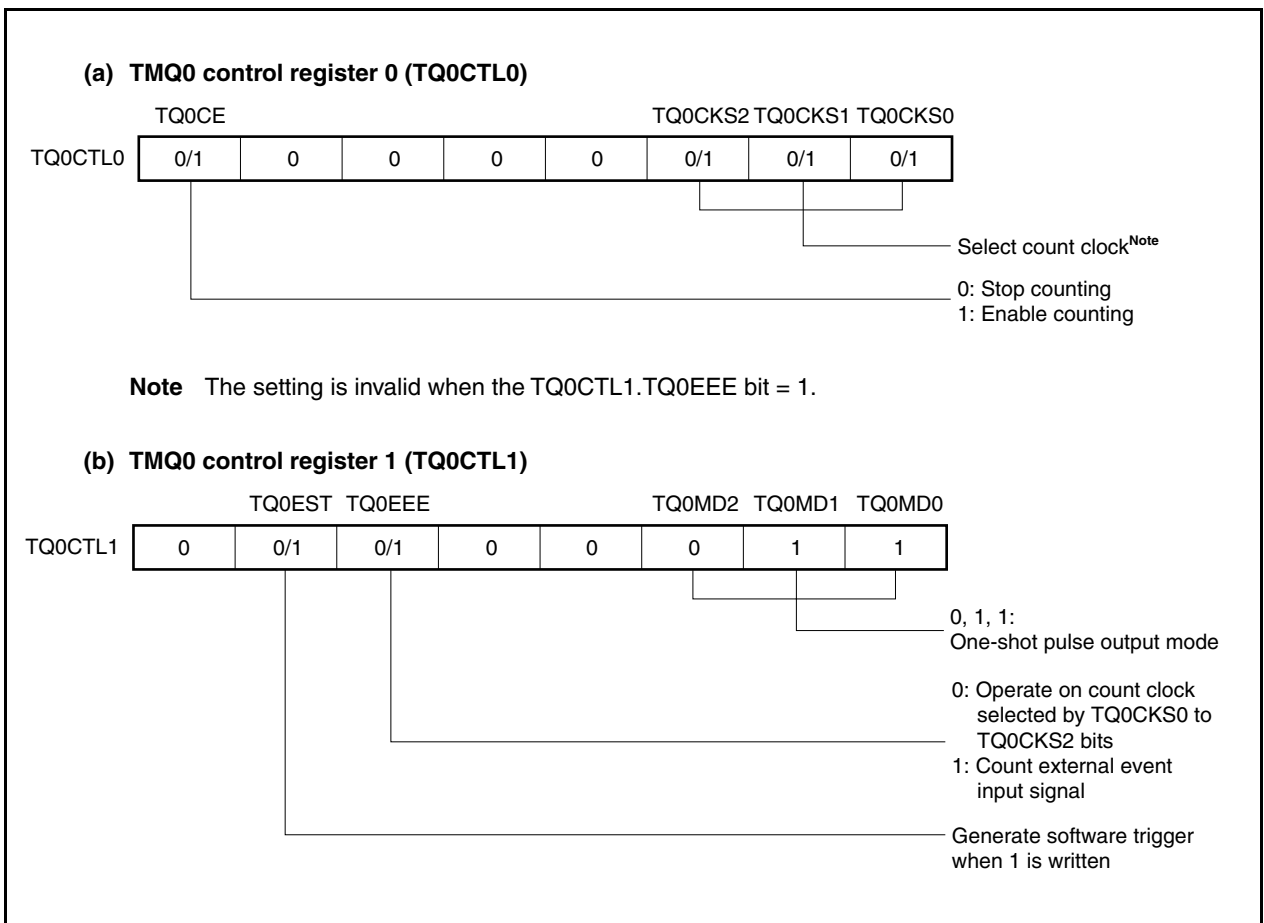 (a) TMQ0 control register 0 (TQ0CTL0)
TQ0CE TQ0CKS2 TQ0CKS1 TQ0CKS0
TQ0CTL0 0/1 0 0 0 0 0/1 0/1 0/1
Select count clockNote
0: Stop counting
1: Enable counting
Note The setting is invalid when the TQ0CTL1.TQ0EEE bit = 1.
(b) TMQ0 control register 1 (TQ0CTL1)
TQ0EST TQ0EEE TQ0MD2 TQ0MD1 TQ0MD0
TQ0CTL1 0 0/1 0/1 0 0 0 1 1
0, 1, 1:
One-shot pulse output mode
0: Operate on count clock
selected by TQ0CKS0 to
TQ0CKS2 bits
1: Count external event
input signal
Generate software trigger
when 1 is written